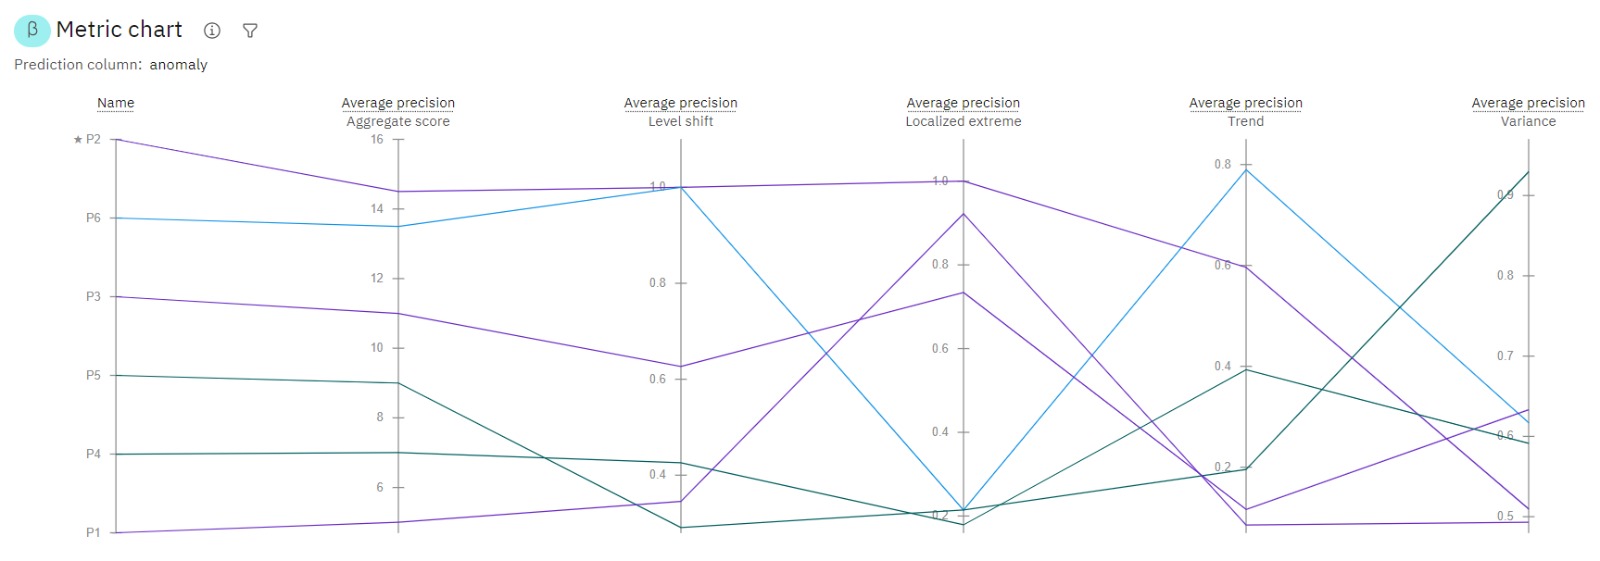 β Metric chart
Prediction column: anomaly
Name
Average precision Average precision Average precision Average precision Average precision
Aggregate score Level shift Localized extreme Trend Variance
★ P2
P6
P3
P5
P4
P1
16
14
12
10
8
6
1.0
0.8
0.6
0.4
1.0
0.8
0.6
0.4
0.2
0.8
0.6
0.4
0.2
0.9
0.8
0.7
0.6
0.5